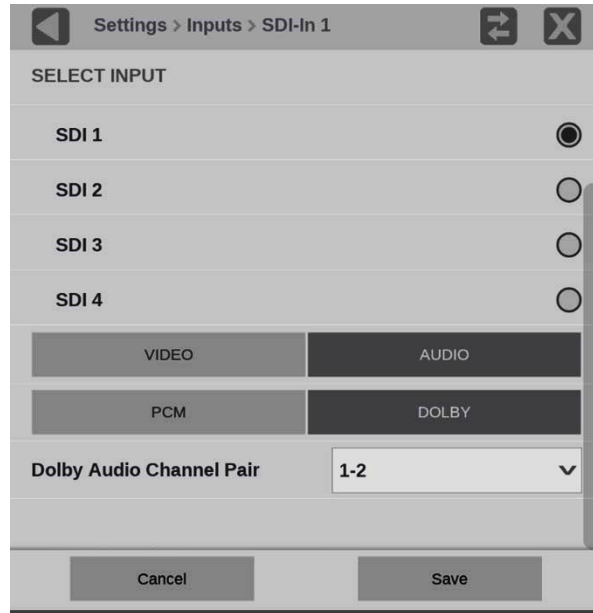 Settings > Inputs > SDI-In 1
SELECT INPUT
SDI 1
SDI 2
SDI 3
SDI 4
VIDEO AUDIO
PCM DOLBY
Dolby Audio Channel Pair 1-2
Cancel Save